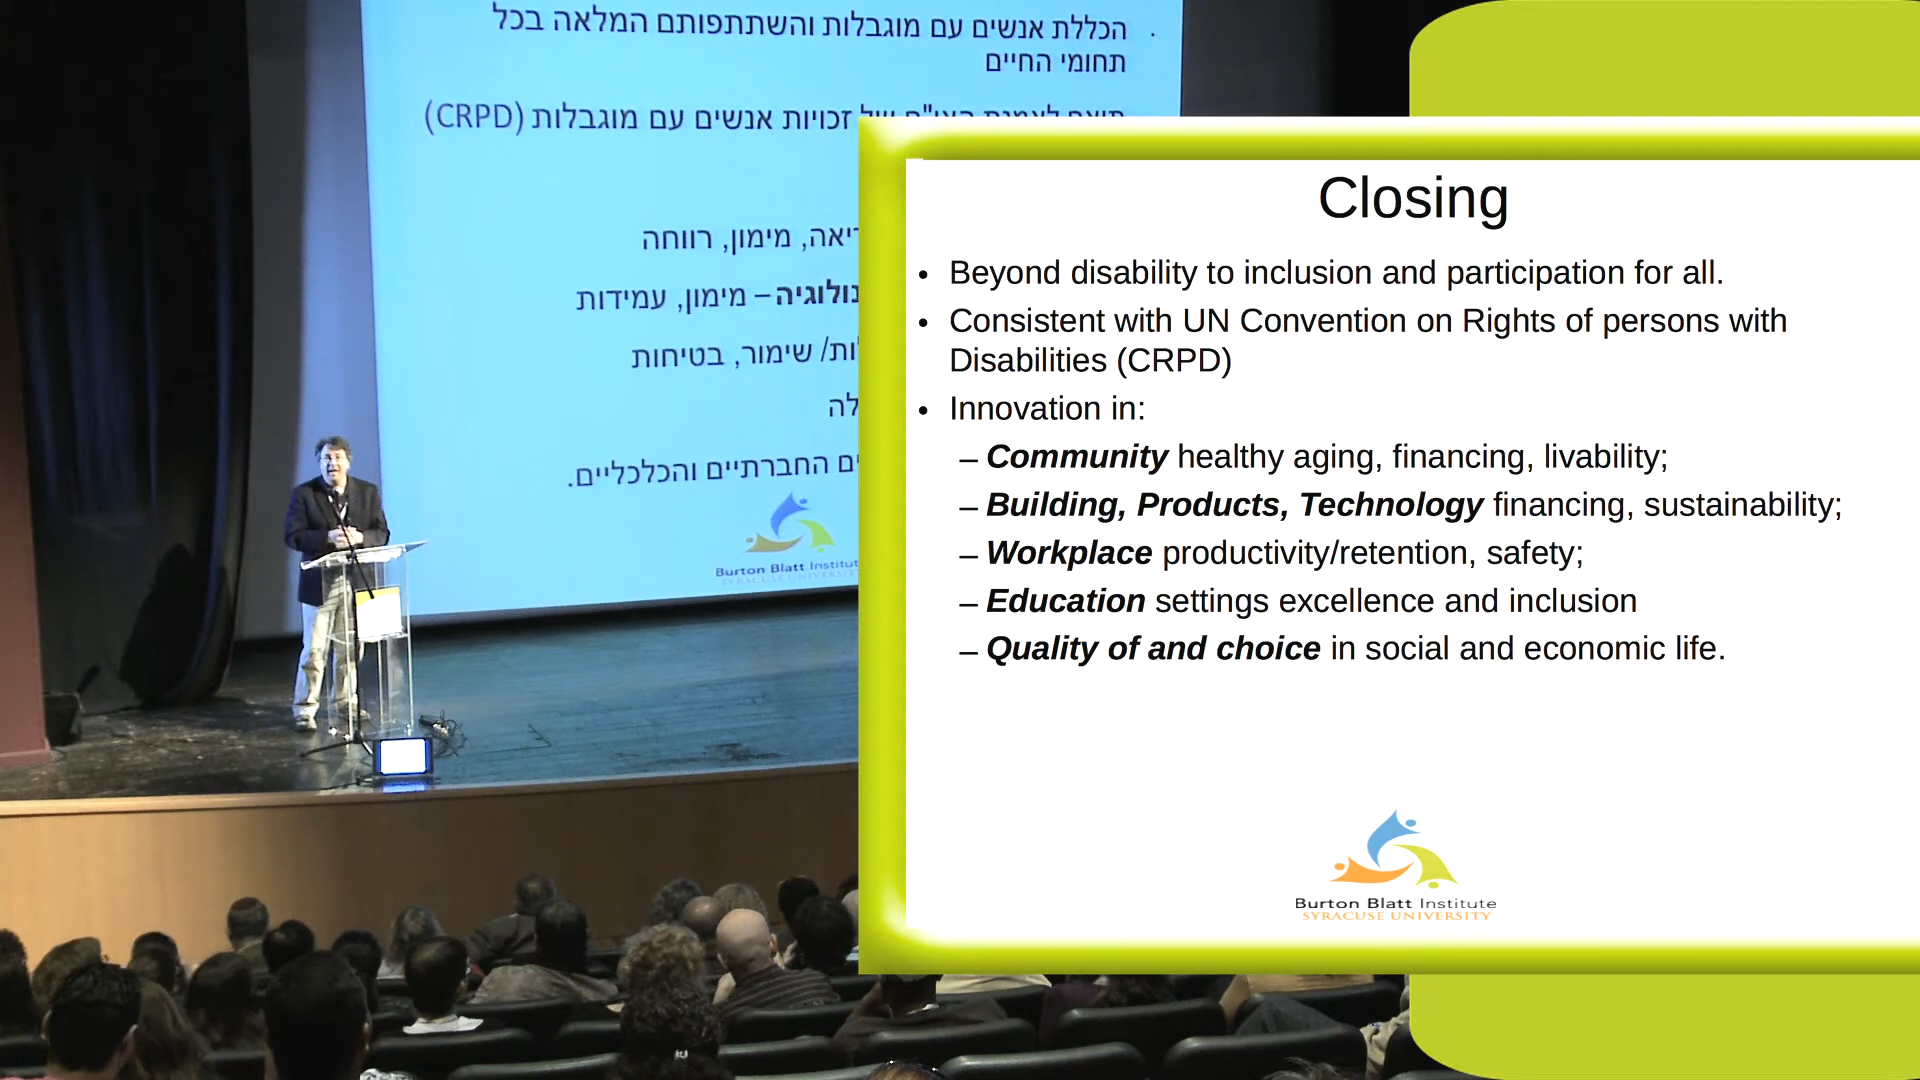 הכללת אנשים עם מוגבלות והשתתפותם המלאה בכל
תחומי החיים
זכויות אנשים עם מוגבלות (CRPD)
מימון, רווחה
– מימון, עמידות
שימור, בטיחות
החברתיים והכלכליים.
Burton Blatt
SYRACUSE UNIVERSITY
Closing
• Beyond disability to inclusion and participation for all.
• Consistent with UN Convention on Rights of persons with
Disabilities (CRPD)
• Innovation in:
– Community healthy aging, financing, livability;
– Building, Products, Technology financing, sustainability;
– Workplace productivity/retention, safety;
– Education settings excellence and inclusion
– Quality of and choice in social and economic life.
Burton Blatt Institute
SYRACUSE UNIVERSITY